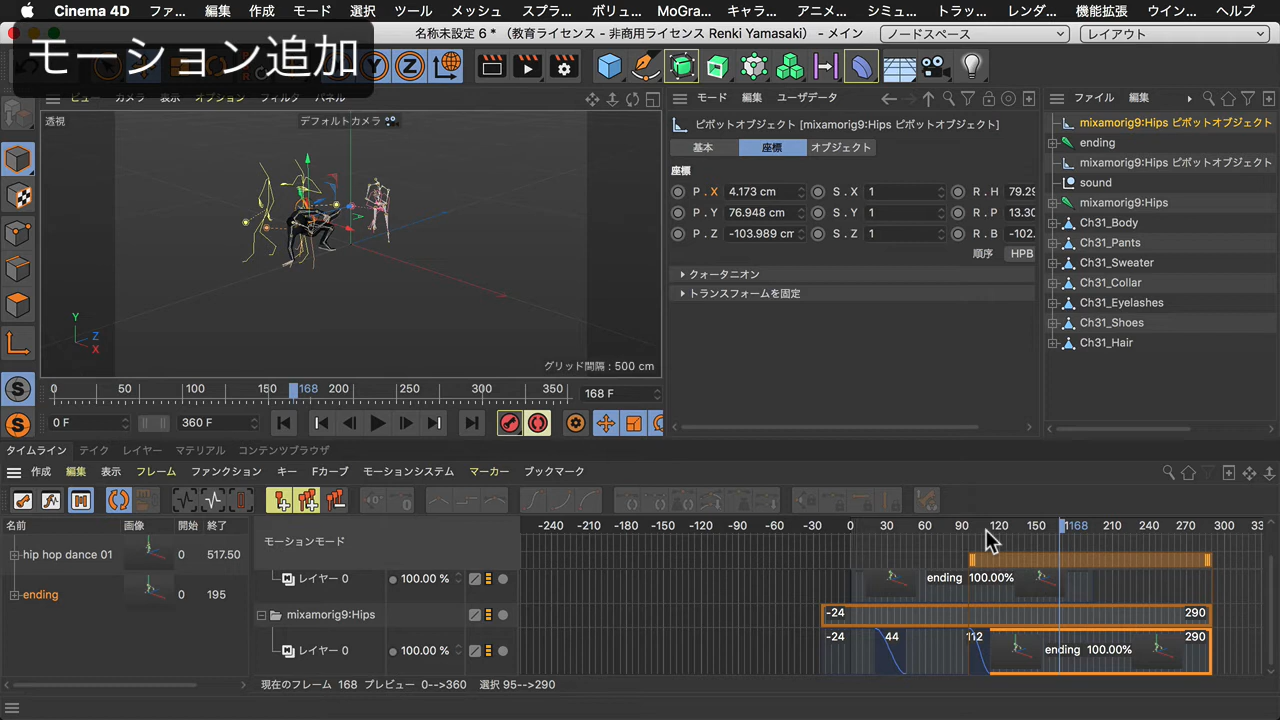 Cinema 4D ファ... 編集 作成 モード 選択 ツール メッシュ スプラ... ボリュ... MoGra... キャラ... アニメ... シミュ... トラッ... レンダ... 機能拡張 ウイン... ヘルプ
名称未設定 6 * （教育ライセンス - 非商用ライセンス Renki Yamasaki） - メイン ノードスペース レイアウト
モーション追加
ビュー カメラ 表示 オプション フィルタ パネル
透視 デフォルトカメラ
グリッド間隔 : 500 cm
モード 編集 ユーザデータ
ピボットオブジェクト [mixamorig9:Hips ピボットオブジェクト]
基本 座標 オブジェクト
座標
P . X 4.173 cm S . X 1 R . H 79.29
P . Y 76.948 cm S . Y 1 R . P 13.30
P . Z -103.989 cm S . Z 1 R . B -102.
順序 HPB
クォータニオン
トランスフォームを固定
ファイル 編集
mixamorig9:Hips ピボットオブジェクト
ending
mixamorig9:Hips ピボットオブジェクト
sound
mixamorig9:Hips
Ch31_Body
Ch31_Pants
Ch31_Sweater
Ch31_Collar
Ch31_Eyelashes
Ch31_Shoes
Ch31_Hair
0 50 100 150 168 200 250 300 350 168 F
0 F 360 F
タイムライン テイク レイヤー マテリアル コンテンツブラウザ
作成 編集 表示 フレーム ファンクション キー Fカーブ モーションシステム マーカー ブックマーク
名前 画像 開始 終了
hip hop dance 01 0 517.50
ending 0 195
モーションモード
-240 -210 -180 -150 -120 -90 -60 -30 0 30 60 90 120 150 168 210 240 270 300 33
レイヤー 0 100.00 % ending 100.00%
mixamorig9:Hips -24 290
レイヤー 0 100.00 % -24 44 112 ending 100.00% 290
現在のフレーム 168 プレビュー 0-->360 選択 95-->290